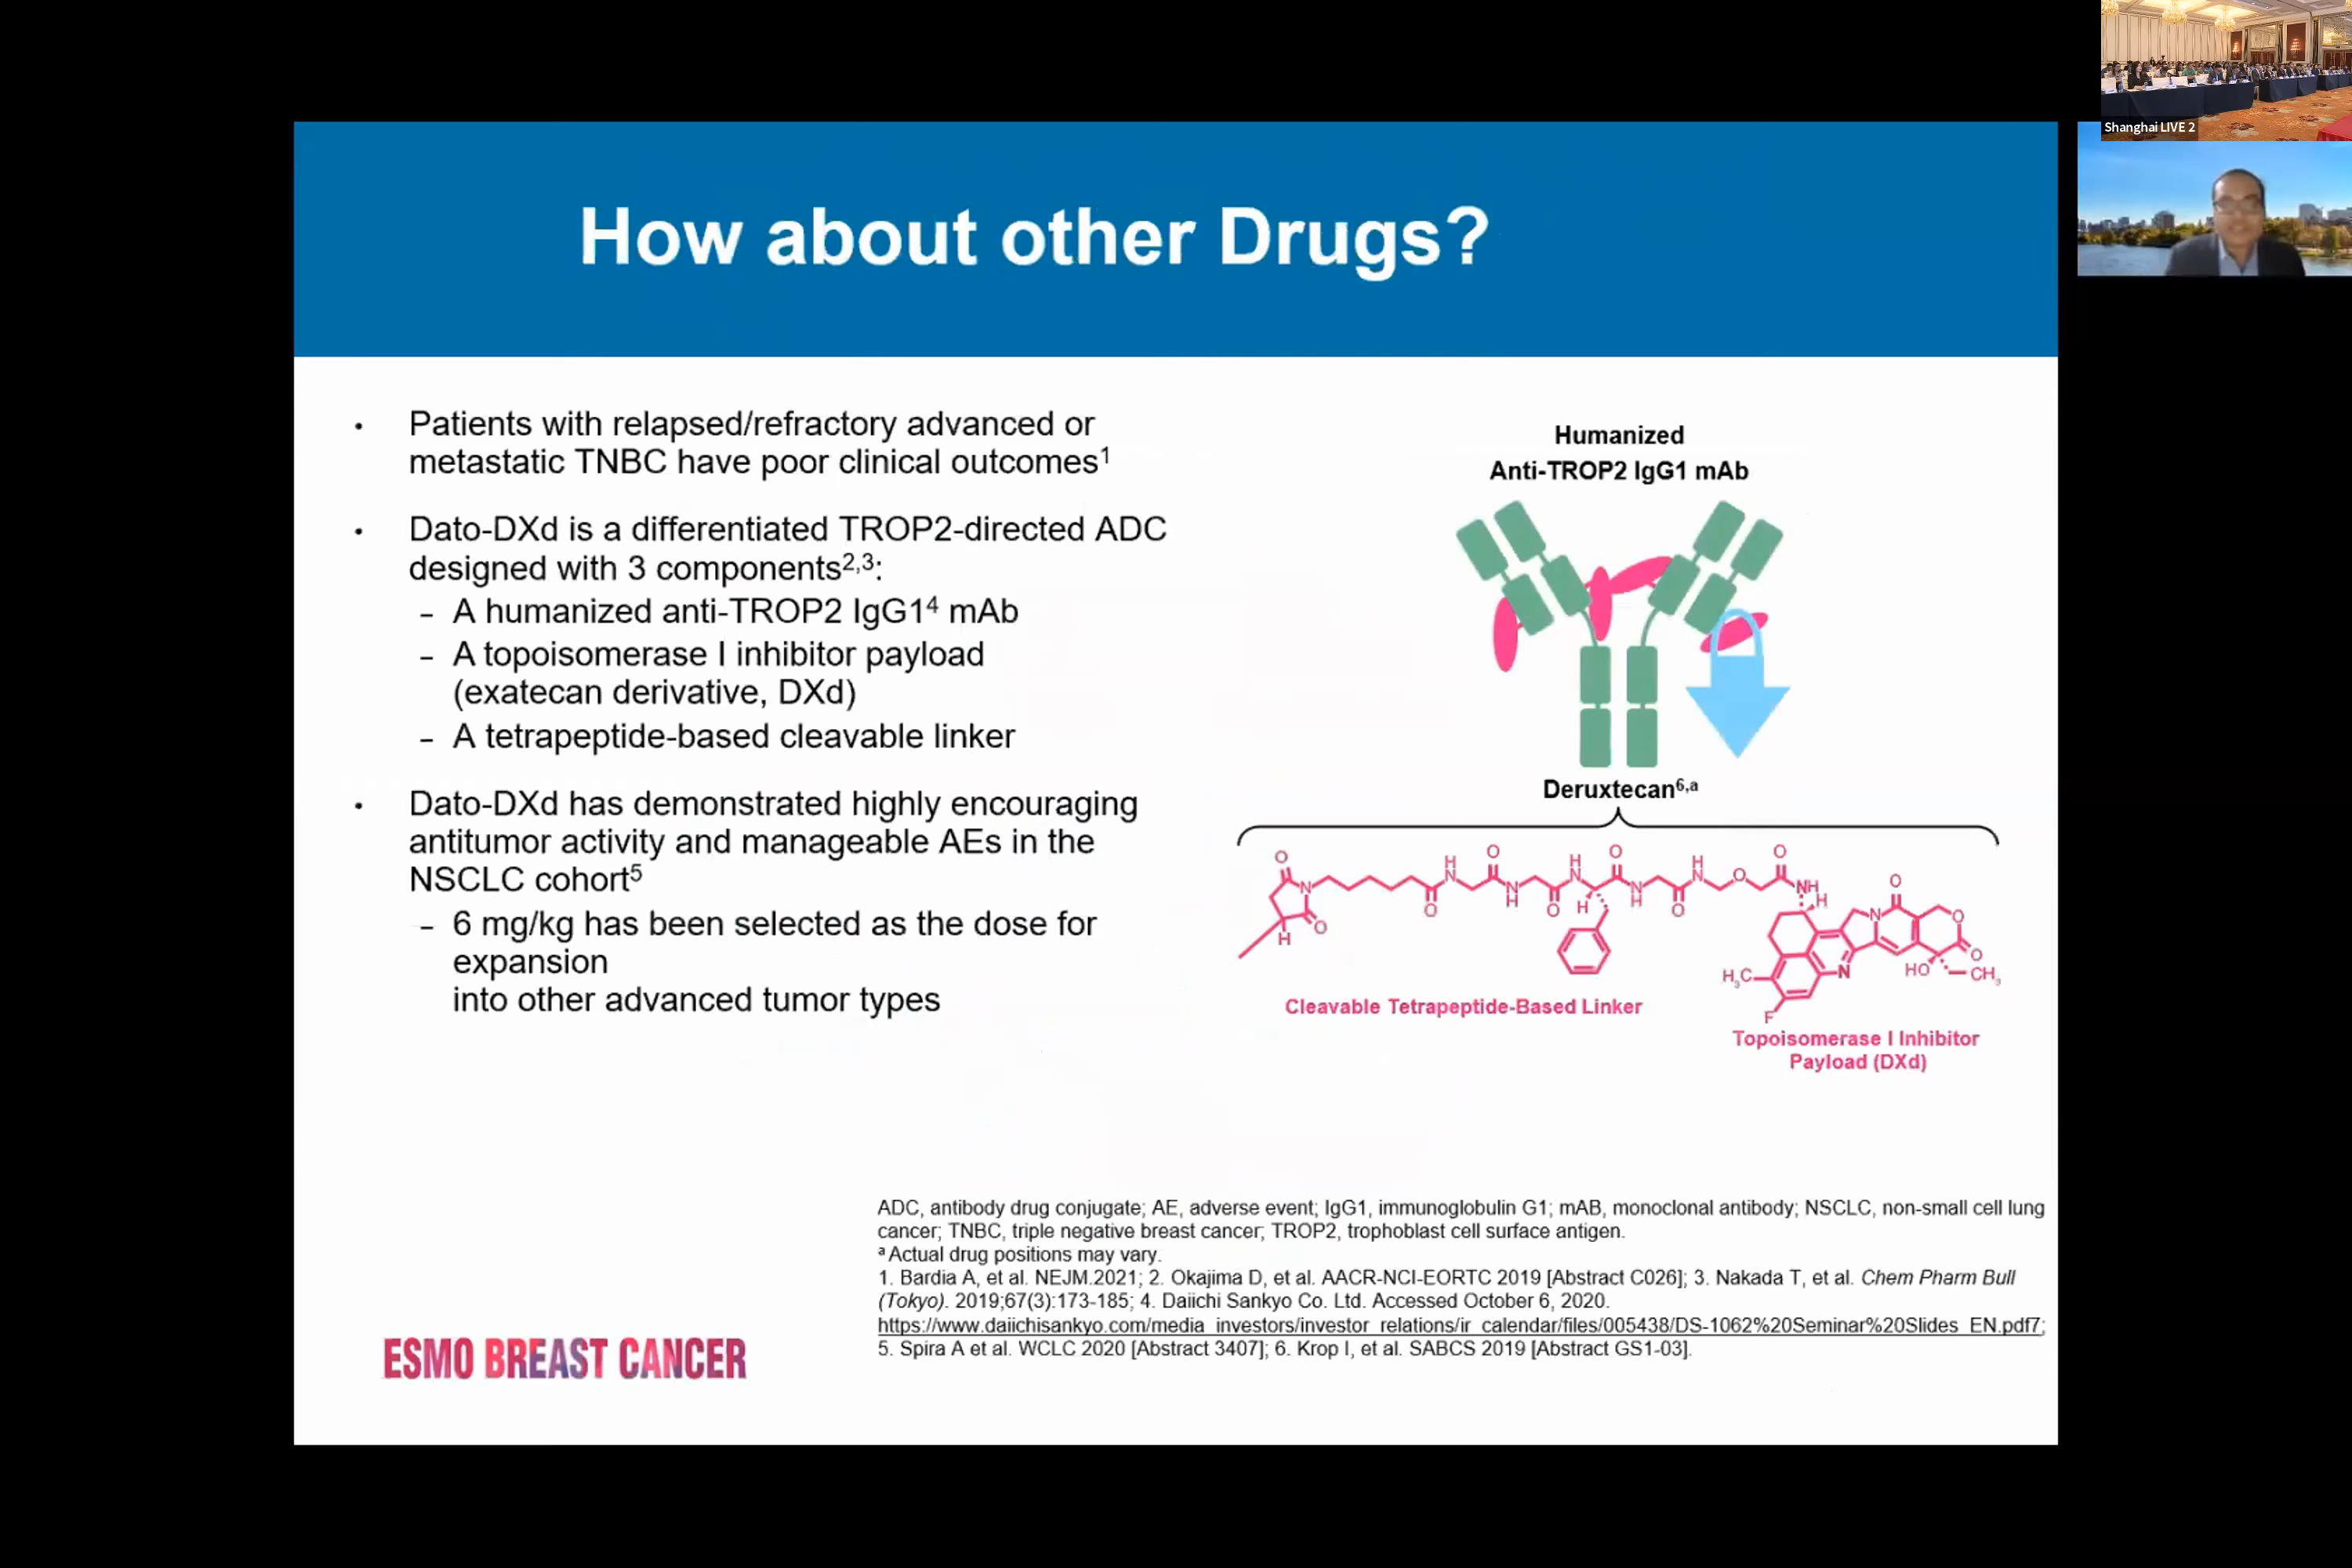 Shanghai LIVE 2
How about other Drugs?
• Patients with relapsed/refractory advanced or
metastatic TNBC have poor clinical outcomes1
• Dato-DXd is a differentiated TROP2-directed ADC
designed with 3 components2,3:
– A humanized anti-TROP2 IgG14 mAb
– A topoisomerase I inhibitor payload
(exatecan derivative, DXd)
– A tetrapeptide-based cleavable linker
• Dato-DXd has demonstrated highly encouraging
antitumor activity and manageable AEs in the
NSCLC cohort5
– 6 mg/kg has been selected as the dose for
expansion
into other advanced tumor types
Humanized
Anti-TROP2 IgG1 mAb
Deruxtecan6,a
O N O O H
H N O O N H O H N H O N H O O H N O O NH H
O N O O HO CH3 N H3C F
Cleavable Tetrapeptide-Based Linker
Topoisomerase I Inhibitor
Payload (DXd)
ADC, antibody drug conjugate; AE, adverse event; IgG1, immunoglobulin G1; mAB, monoclonal antibody; NSCLC, non-small cell lung
cancer; TNBC, triple negative breast cancer; TROP2, trophoblast cell surface antigen.
a Actual drug positions may vary.
1. Bardia A, et al. NEJM.2021; 2. Okajima D, et al. AACR-NCI-EORTC 2019 [Abstract C026]; 3. Nakada T, et al. Chem Pharm Bull
(Tokyo). 2019;67(3):173-185; 4. Daiichi Sankyo Co. Ltd. Accessed October 6, 2020.
https://www.daiichisankyo.com/media_investors/investor_relations/ir_calendar/files/005438/DS-1062%20Seminar%20Slides_EN.pdf7;
5. Spira A et al. WCLC 2020 [Abstract 3407]; 6. Krop I, et al. SABCS 2019 [Abstract GS1-03].
ESMO BREAST CANCER